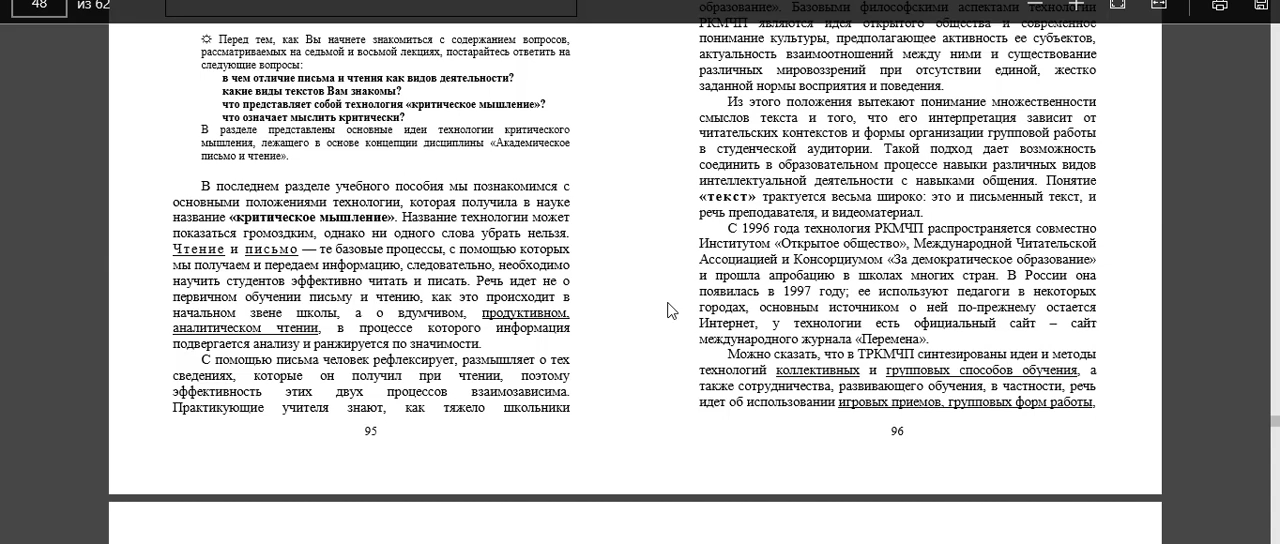 48 из 62
☼ Перед тем, как Вы начнете знакомиться с содержанием вопросов,
рассматриваемых на седьмой и восьмой лекциях, постарайтесь ответить на
следующие вопросы:
в чем отличие письма и чтения как видов деятельности?
какие виды текстов Вам знакомы?
что представляет собой технология «критическое мышление»?
что означает мыслить критически?
В разделе представлены основные идеи технологии критического
мышления, лежащего в основе концепции дисциплины «Академическое
письмо и чтение».
В последнем разделе учебного пособия мы познакомимся с
основными положениями технологии, которая получила в науке
название «критическое мышление». Название технологии может
показаться громоздким, однако ни одного слова убрать нельзя.
Чтение и письмо — те базовые процессы, с помощью которых
мы получаем и передаем информацию, следовательно, необходимо
научить студентов эффективно читать и писать. Речь идет не о
первичном обучении письму и чтению, как это происходит в
начальном звене школы, а о вдумчивом, продуктивном,
аналитическом чтении, в процессе которого информация
подвергается анализу и ранжируется по значимости.
С помощью письма человек рефлексирует, размышляет о тех
сведениях, которые он получил при чтении, поэтому
эффективность этих двух процессов взаимозависима.
Практикующие учителя знают, как тяжело школьники
95
образование». Базовыми философскими аспектами технологии
РКМЧП являются идея открытого общества и современное
понимание культуры, предполагающее активность ее субъектов,
актуальность взаимоотношений между ними и существование
различных мировоззрений при отсутствии единой, жестко
заданной нормы восприятия и поведения.
Из этого положения вытекают понимание множественности
смыслов текста и того, что его интерпретация зависит от
читательских контекстов и формы организации групповой работы
в студенческой аудитории. Такой подход дает возможность
соединить в образовательном процессе навыки различных видов
интеллектуальной деятельности с навыками общения. Понятие
«текст» трактуется весьма широко: это и письменный текст, и
речь преподавателя, и видеоматериал.
С 1996 года технология РКМЧП распространяется совместно
Институтом «Открытое общество», Международной Читательской
Ассоциацией и Консорциумом «За демократическое образование»
и прошла апробацию в школах многих стран. В России она
появилась в 1997 году; ее используют педагоги в некоторых
городах, основным источником о ней по-прежнему остается
Интернет, у технологии есть официальный сайт – сайт
международного журнала «Перемена».
Можно сказать, что в ТРКМЧП синтезированы идеи и методы
технологий коллективных и групповых способов обучения, а
также сотрудничества, развивающего обучения, в частности, речь
идет об использовании игровых приемов, групповых форм работы,
96